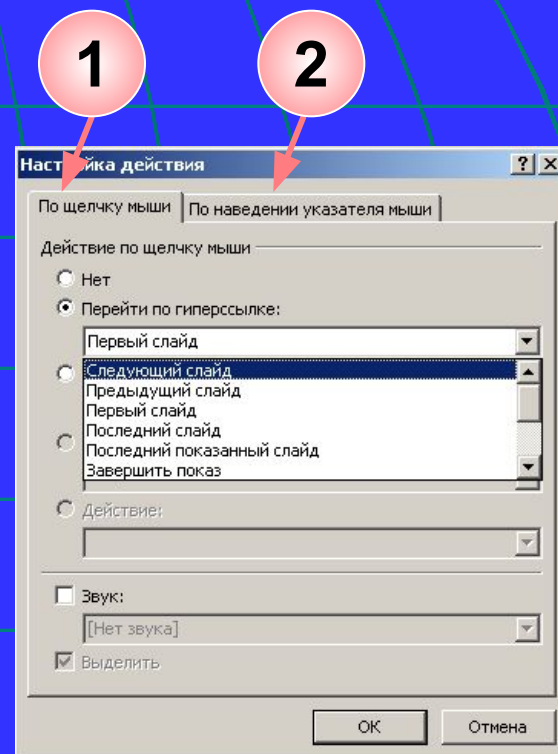 1 2
Настройка действия
По щелчку мыши По наведении указателя мыши
Действие по щелчку мыши
Нет
Перейти по гиперссылке:
Первый слайд
Следующий слайд
Предыдущий слайд
Первый слайд
Последний слайд
Последний показанный слайд
Завершить показ
Действие:
Звук:
[Нет звука]
Выделить
ОК Отмена